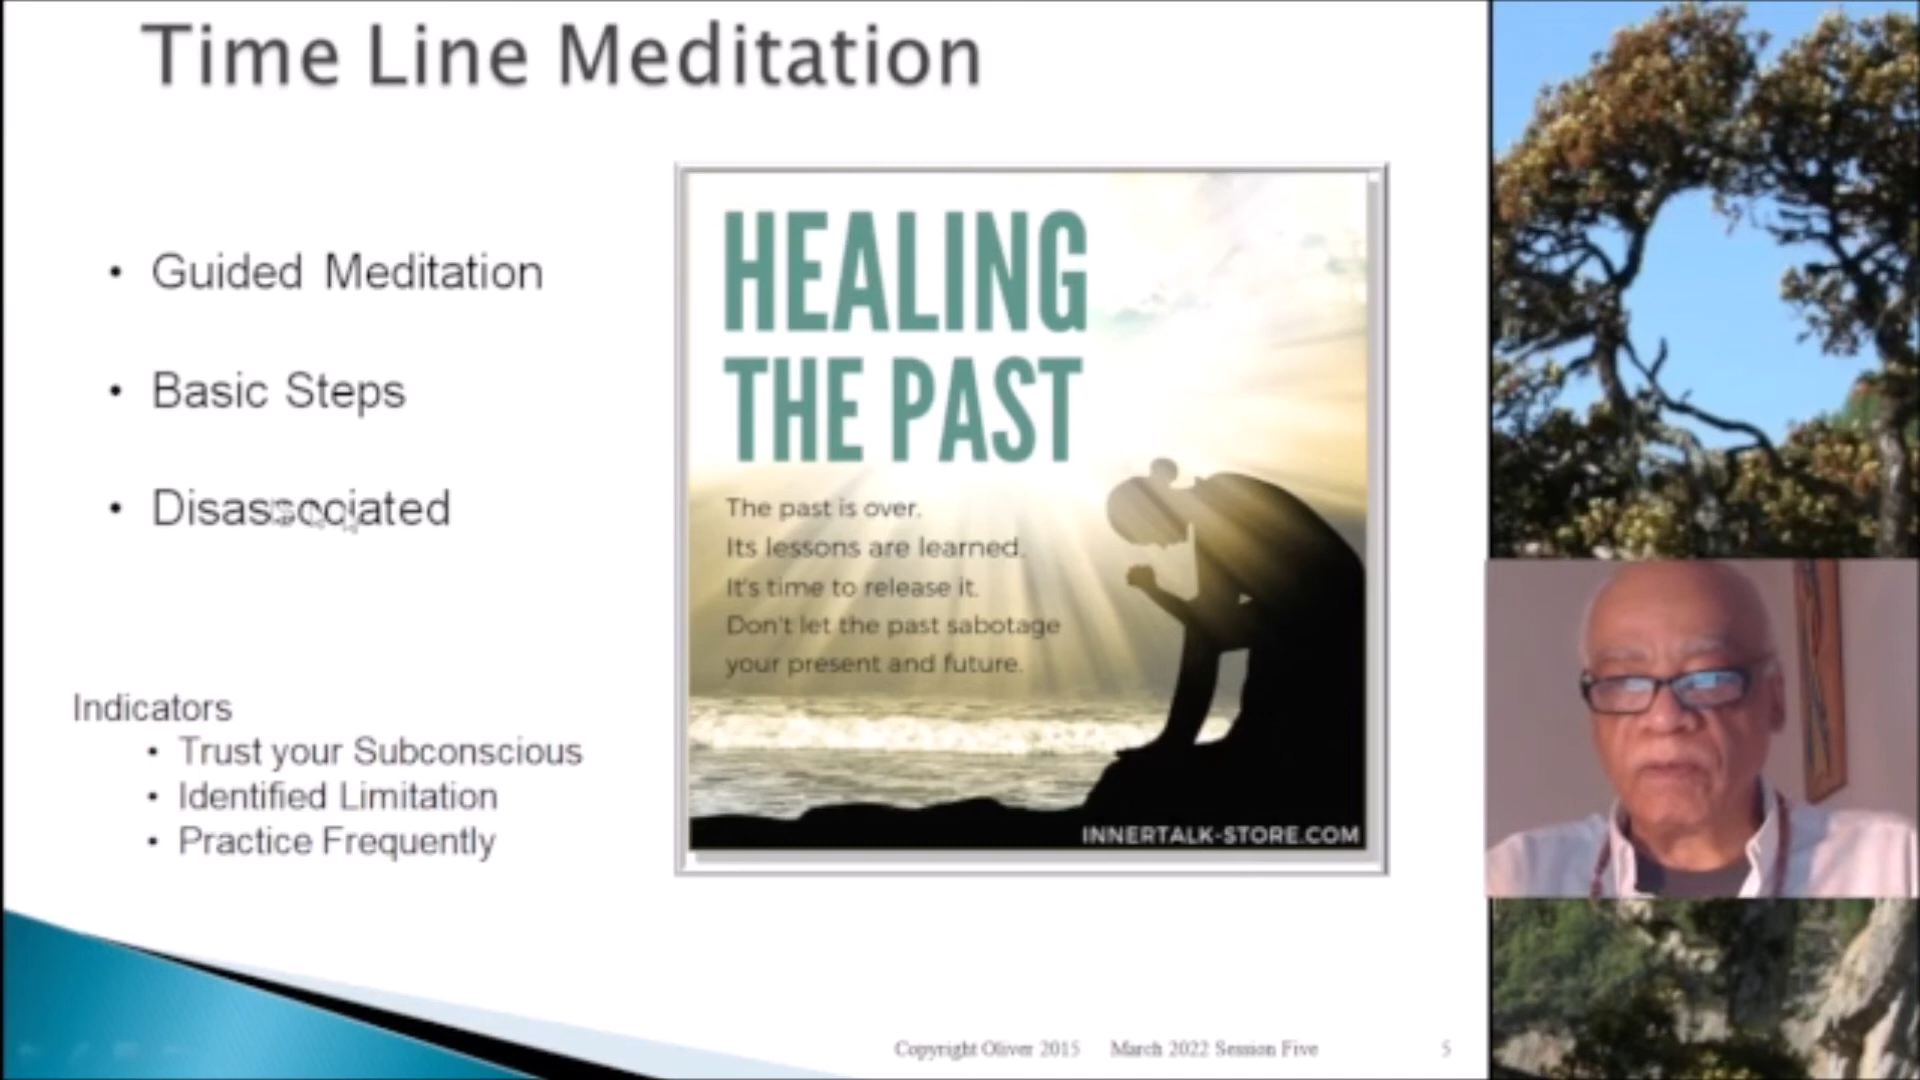 Time Line Meditation
• Guided Meditation
• Basic Steps
• Disassociated
Indicators
• Trust your Subconscious
• Identified Limitation
• Practice Frequently
HEALING
THE PAST
The past is over.
Its lessons are learned.
It's time to release it.
Don't let the past sabotage
your present and future.
INNERTALK-STORE.COM
Copyright Oliver 2015 March 2022 Session Five 5